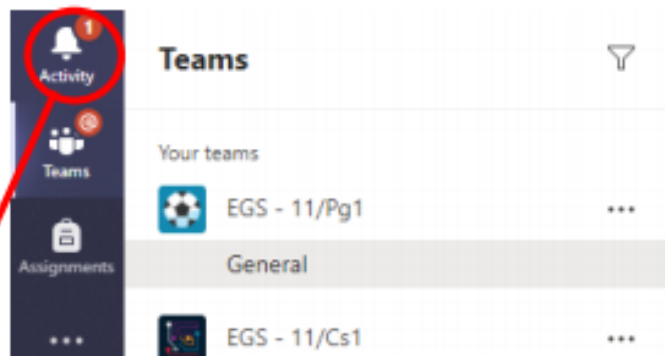 1
Activity
Teams
Assignments
Teams
Your teams
EGS - 11/Pg1
General
EGS - 11/Cs1